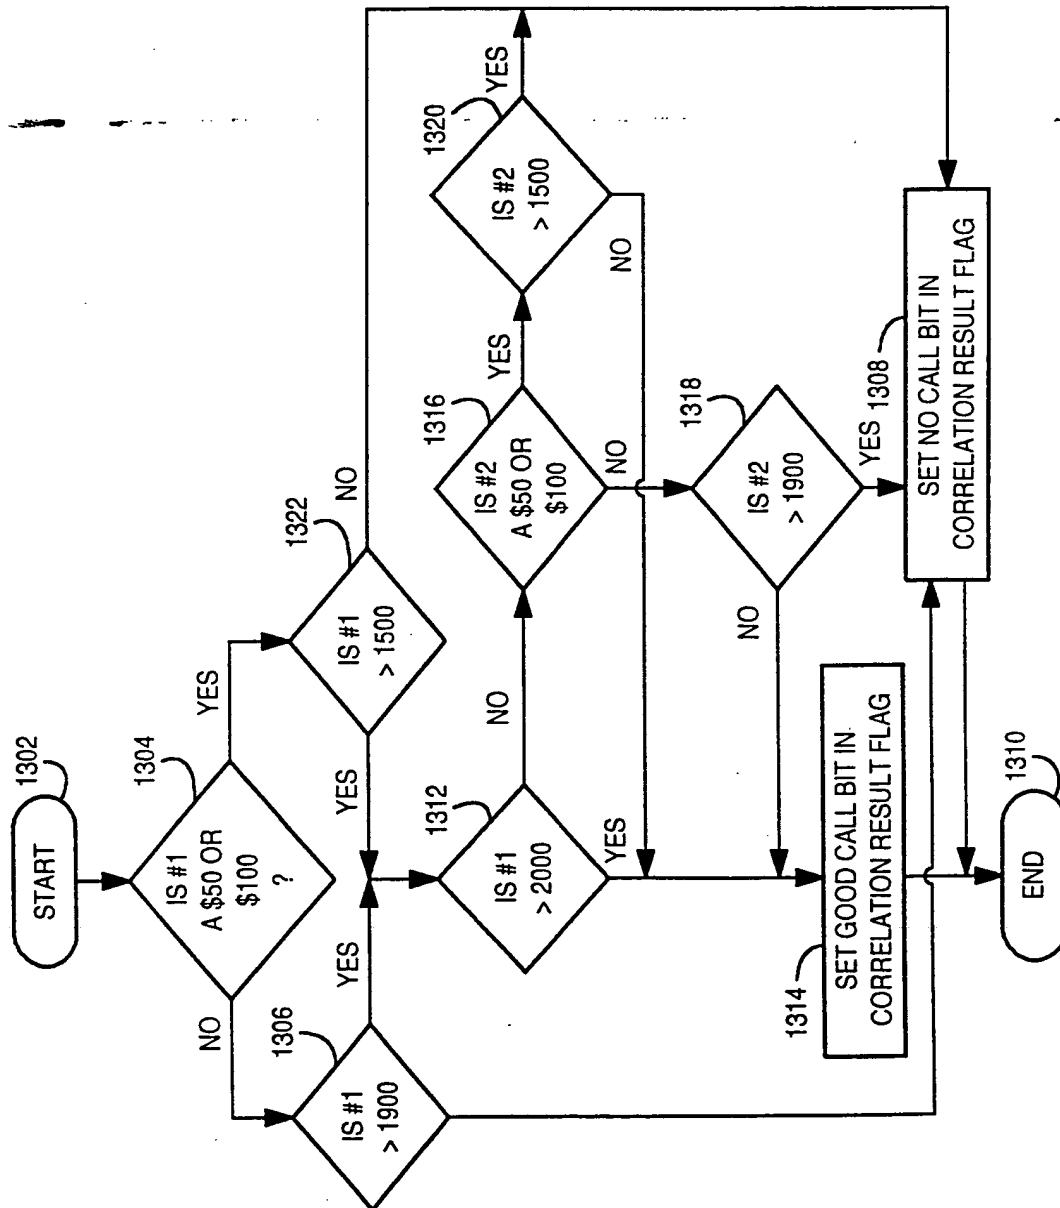 START
1302
IS #1
A $50 OR
$100
?
1304
NO
YES
IS #1
> 1900
1306
YES
IS #1
> 1500
1322
YES
NO
IS #1
> 2000
1312
NO
YES
IS #2
A $50 OR
$100
1316
YES
NO
IS #2
> 1500
1320
YES
NO
IS #2
> 1900
1318
NO
YES
SET GOOD CALL BIT IN
CORRELATION RESULT FLAG
1314
SET NO CALL BIT IN
CORRELATION RESULT FLAG
1308
END
1310